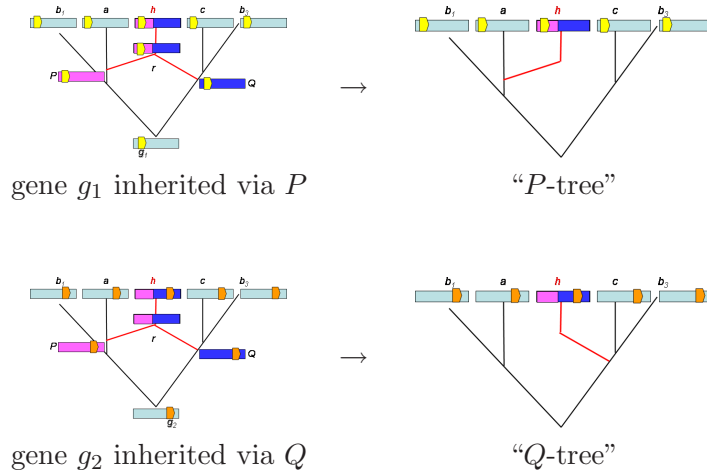 b₁ a h c b₃
P r Q
g₁
→
b₁ a h c b₃
gene g₁ inherited via P
“P-tree”
b₁ a h c b₃
P r Q
g₂
→
b₁ a h c b₃
gene g₂ inherited via Q
“Q-tree”